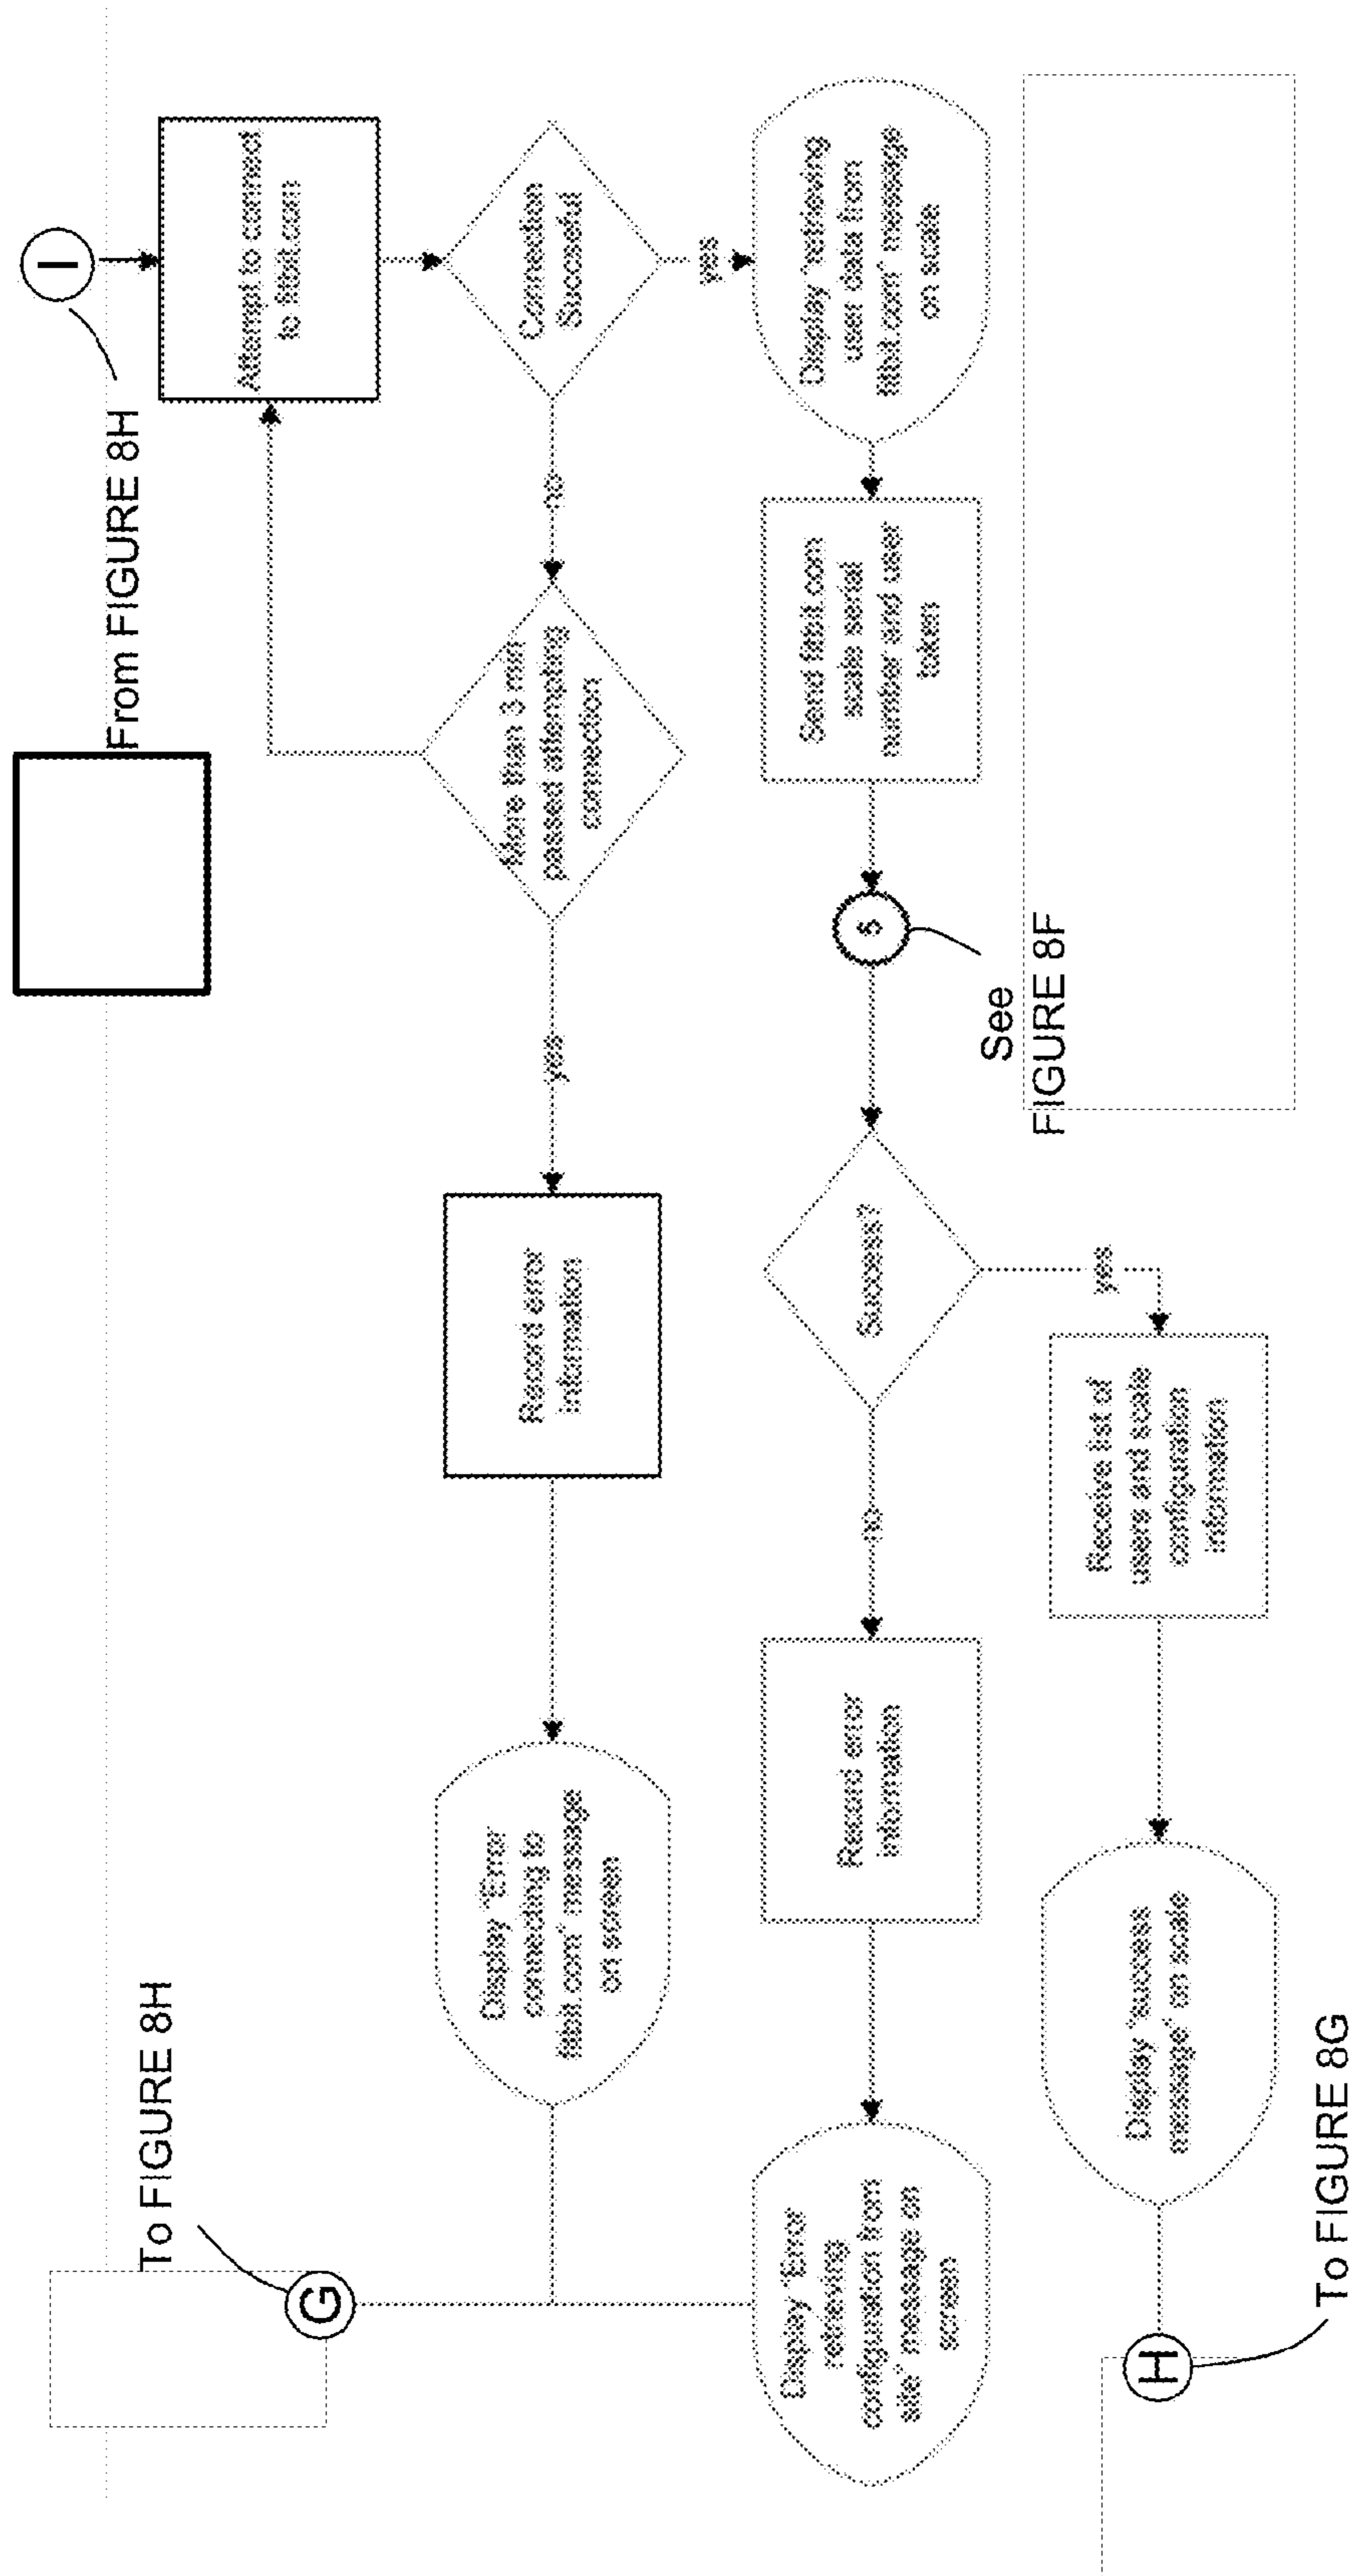 I
From FIGURE 8H
Attempt to connect
to fitbit.com
Connection
Successful
no
yes
More than 3 min
passed attempting
connection
yes
Record error
information
Display 'Error
connecting to
fitbit.com' message
on screen
G
To FIGURE 8H
Display 'retrieving
user data from
fitbit.com' message
on scale
Send fitbit.com
scale serial
number and user
token
See
FIGURE 8F
Success?
no
yes
Record error
information
Display 'Error
retrieving
configuration from
site' message on
screen
Receive list of
users and scale
configuration
information
Display 'success
message' on scale
H
To FIGURE 8G